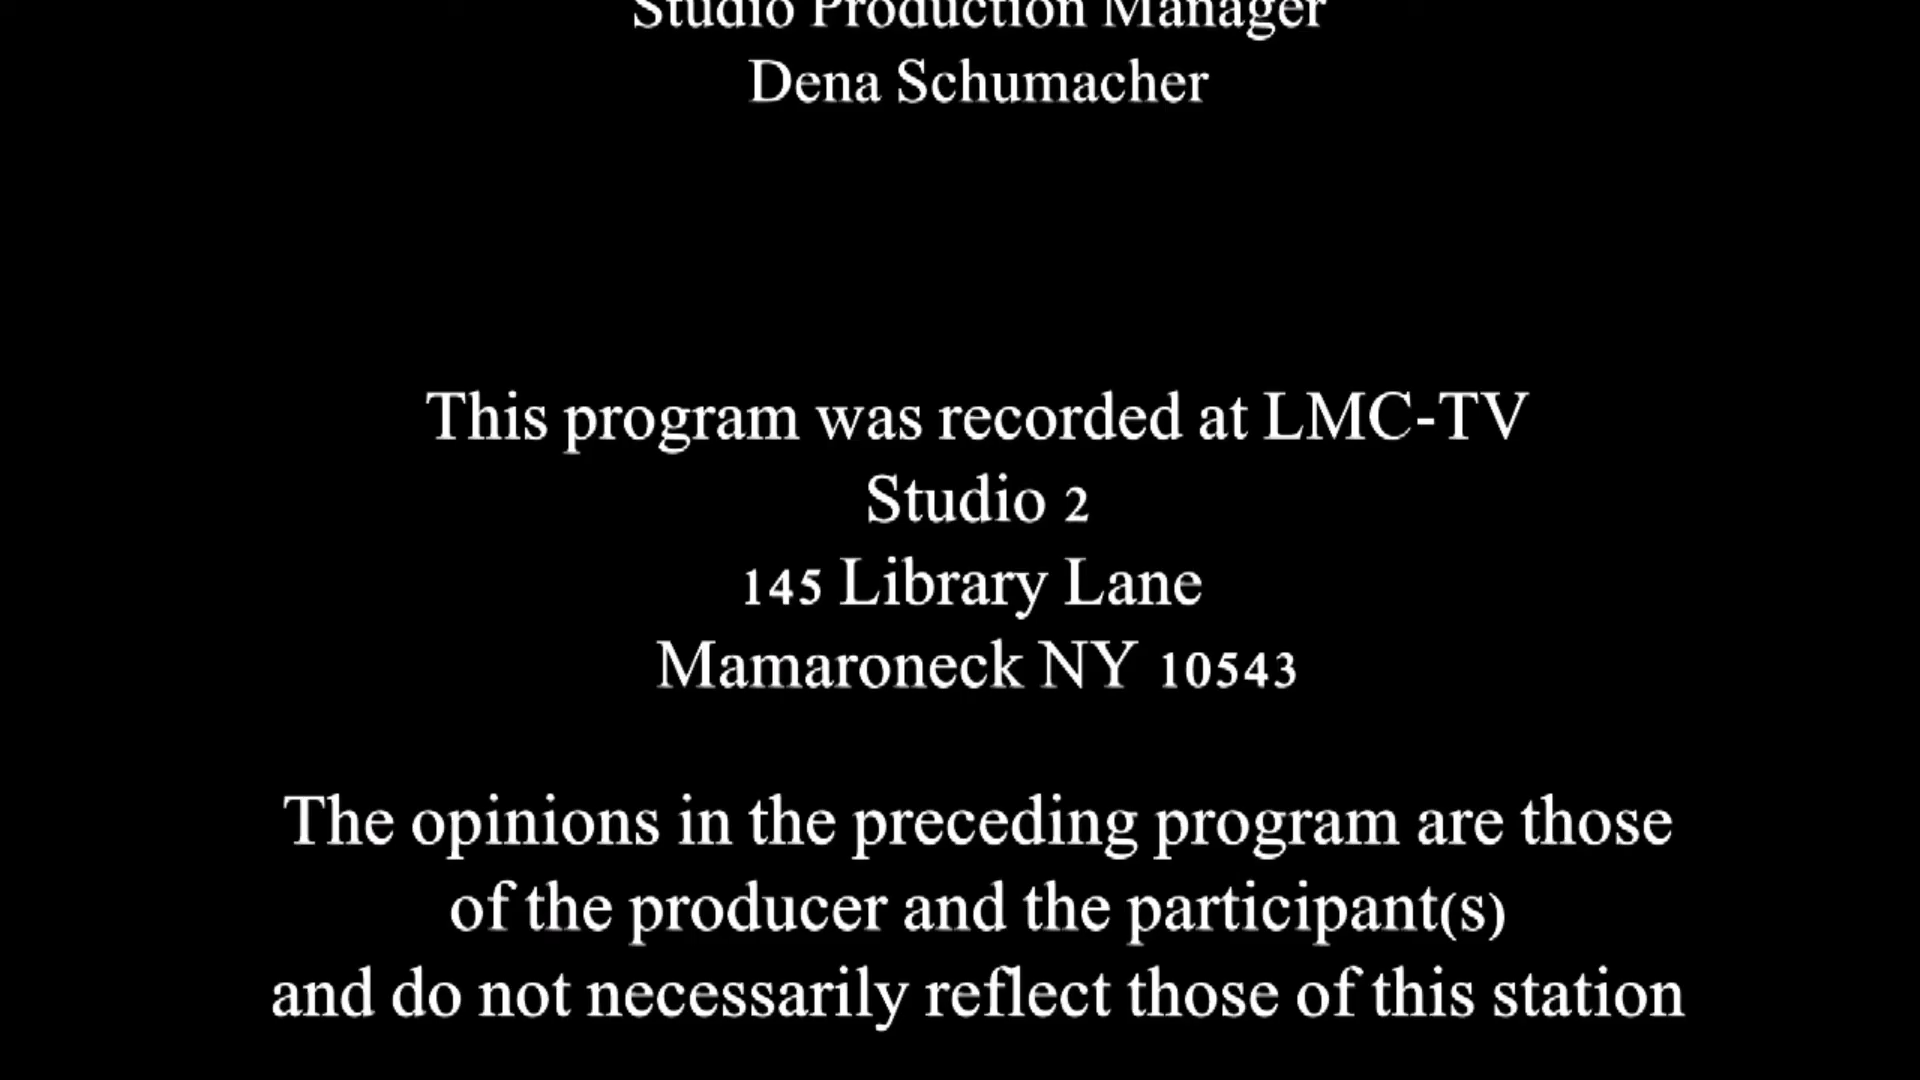 Studio Production Manager
Dena Schumacher
This program was recorded at LMC-TV
Studio 2
145 Library Lane
Mamaroneck NY 10543
The opinions in the preceding program are those
of the producer and the participant(s)
and do not necessarily reflect those of this station